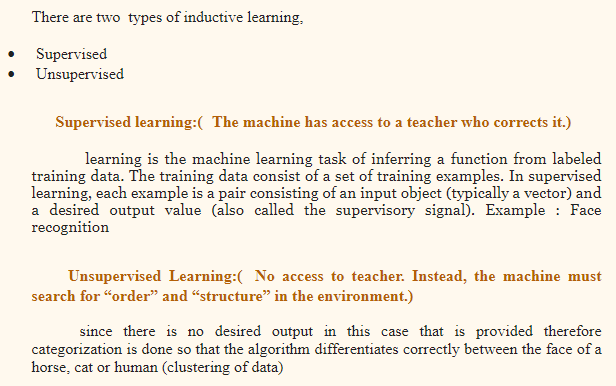 There are two types of inductive learning,
• Supervised
• Unsupervised
Supervised learning:( The machine has access to a teacher who corrects it.)
learning is the machine learning task of inferring a function from labeled
training data. The training data consist of a set of training examples. In supervised
learning, each example is a pair consisting of an input object (typically a vector) and
a desired output value (also called the supervisory signal). Example : Face
recognition
Unsupervised Learning:( No access to teacher. Instead, the machine must
search for “order” and “structure” in the environment.)
since there is no desired output in this case that is provided therefore
categorization is done so that the algorithm differentiates correctly between the face of a
horse, cat or human (clustering of data)